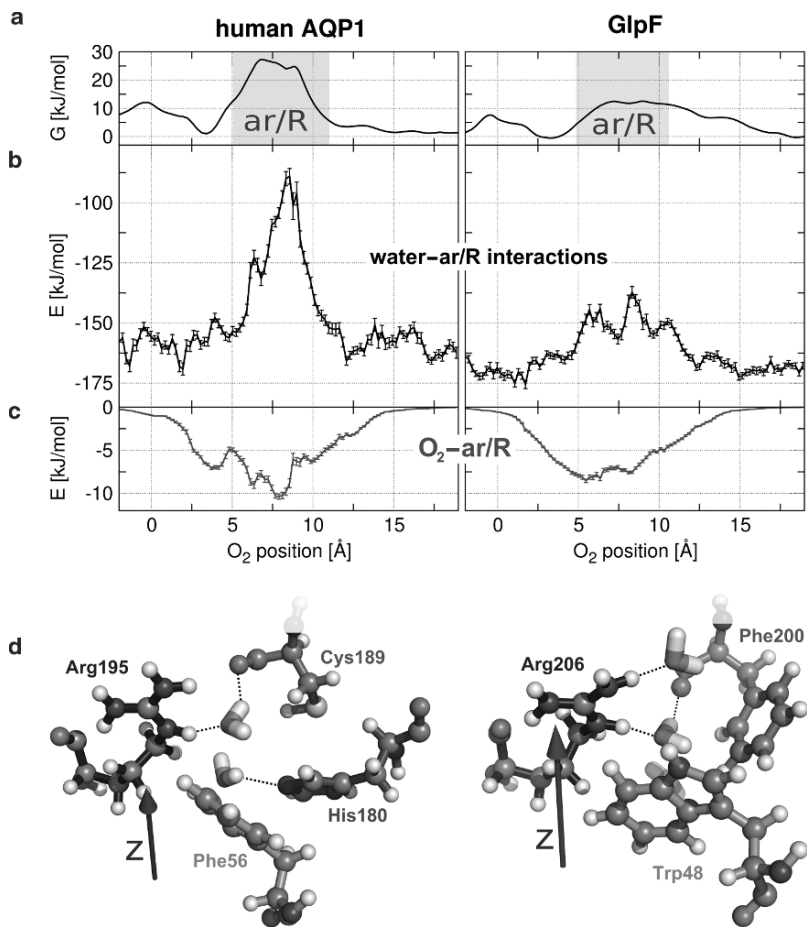 a
human AQP1
GlpF
G [kJ/mol]
30
20
10
0
ar/R
ar/R
b
E [kJ/mol]
-100
-125
-150
-175
water-ar/R interactions
c
E [kJ/mol]
0
-5
-10
O2-ar/R
0 5 10 15
0 5 10 15
O2 position [Å]
O2 position [Å]
d
Arg195
Cys189
His180
Phe56
Z
Arg206
Phe200
Trp48
Z